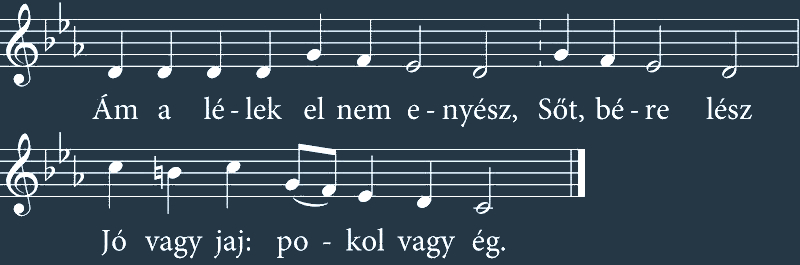 Ám a lé - lek el nem e - nyész, Sőt, bé - re lész
Jó vagy jaj: po - kol vagy ég.